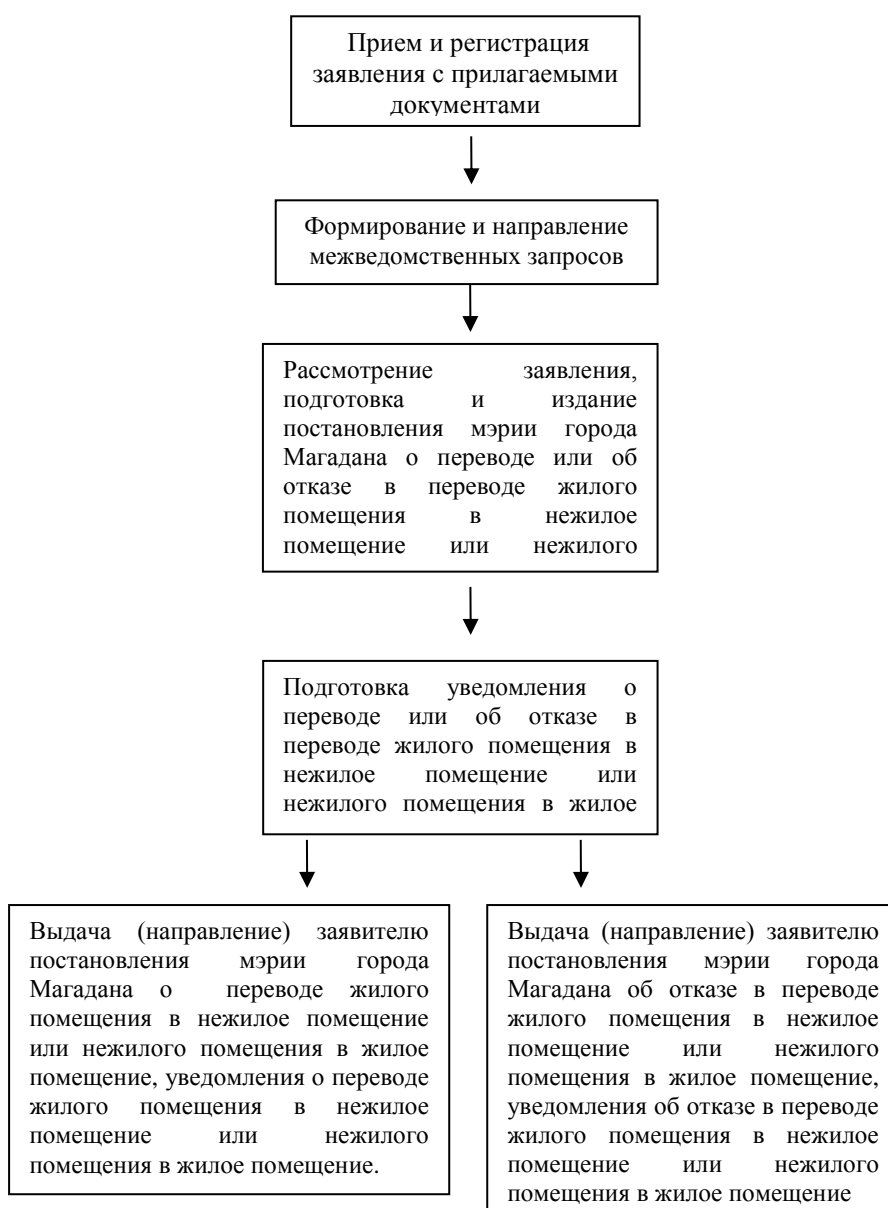 Прием и регистрация
заявления с прилагаемыми
документами
Формирование и направление
межведомственных запросов
Рассмотрение заявления,
подготовка и издание
постановления мэрии города
Магадана о переводе или об
отказе в переводе жилого
помещения в нежилое
помещение или нежилого
Подготовка уведомления о
переводе или об отказе в
переводе жилого помещения в
нежилое помещение или
нежилого помещения в жилое
Выдача (направление) заявителю
постановления мэрии города
Магадана о переводе жилого
помещения в нежилое помещение
или нежилого помещения в жилое
помещение, уведомления о переводе
жилого помещения в нежилое
помещение или нежилого
помещения в жилое помещение.
Выдача (направление) заявителю
постановления мэрии города
Магадана об отказе в переводе
жилого помещения в нежилое
помещение или нежилого
помещения в жилое помещение,
уведомления об отказе в переводе
жилого помещения в нежилое
помещение или нежилого
помещения в жилое помещение